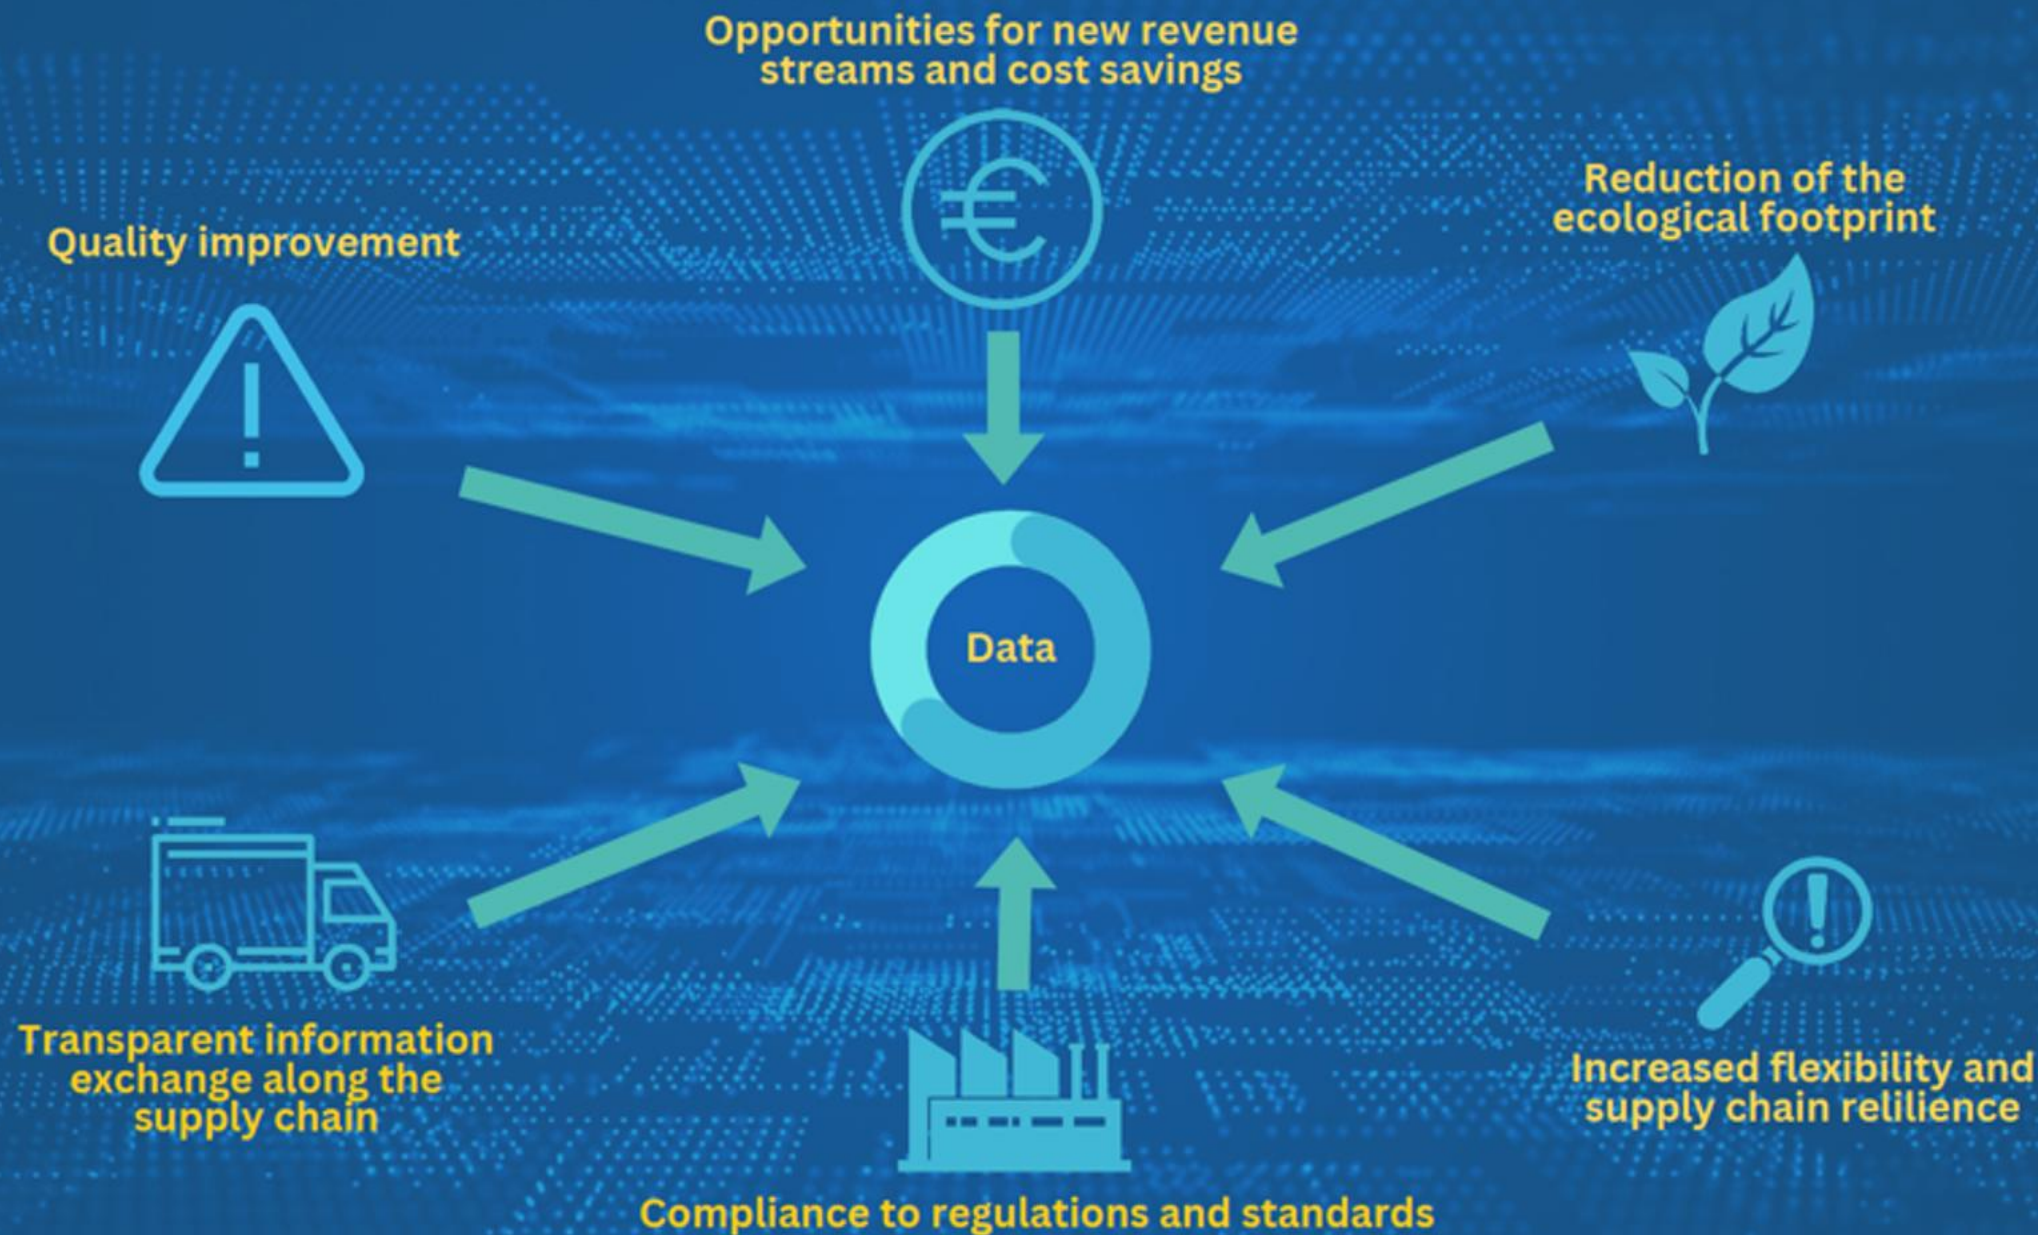 Opportunities for new revenue
streams and cost savings
Quality improvement
Reduction of the
ecological footprint
Data
Transparent information
exchange along the
supply chain
Increased flexibility and
supply chain relilience
Compliance to regulations and standards